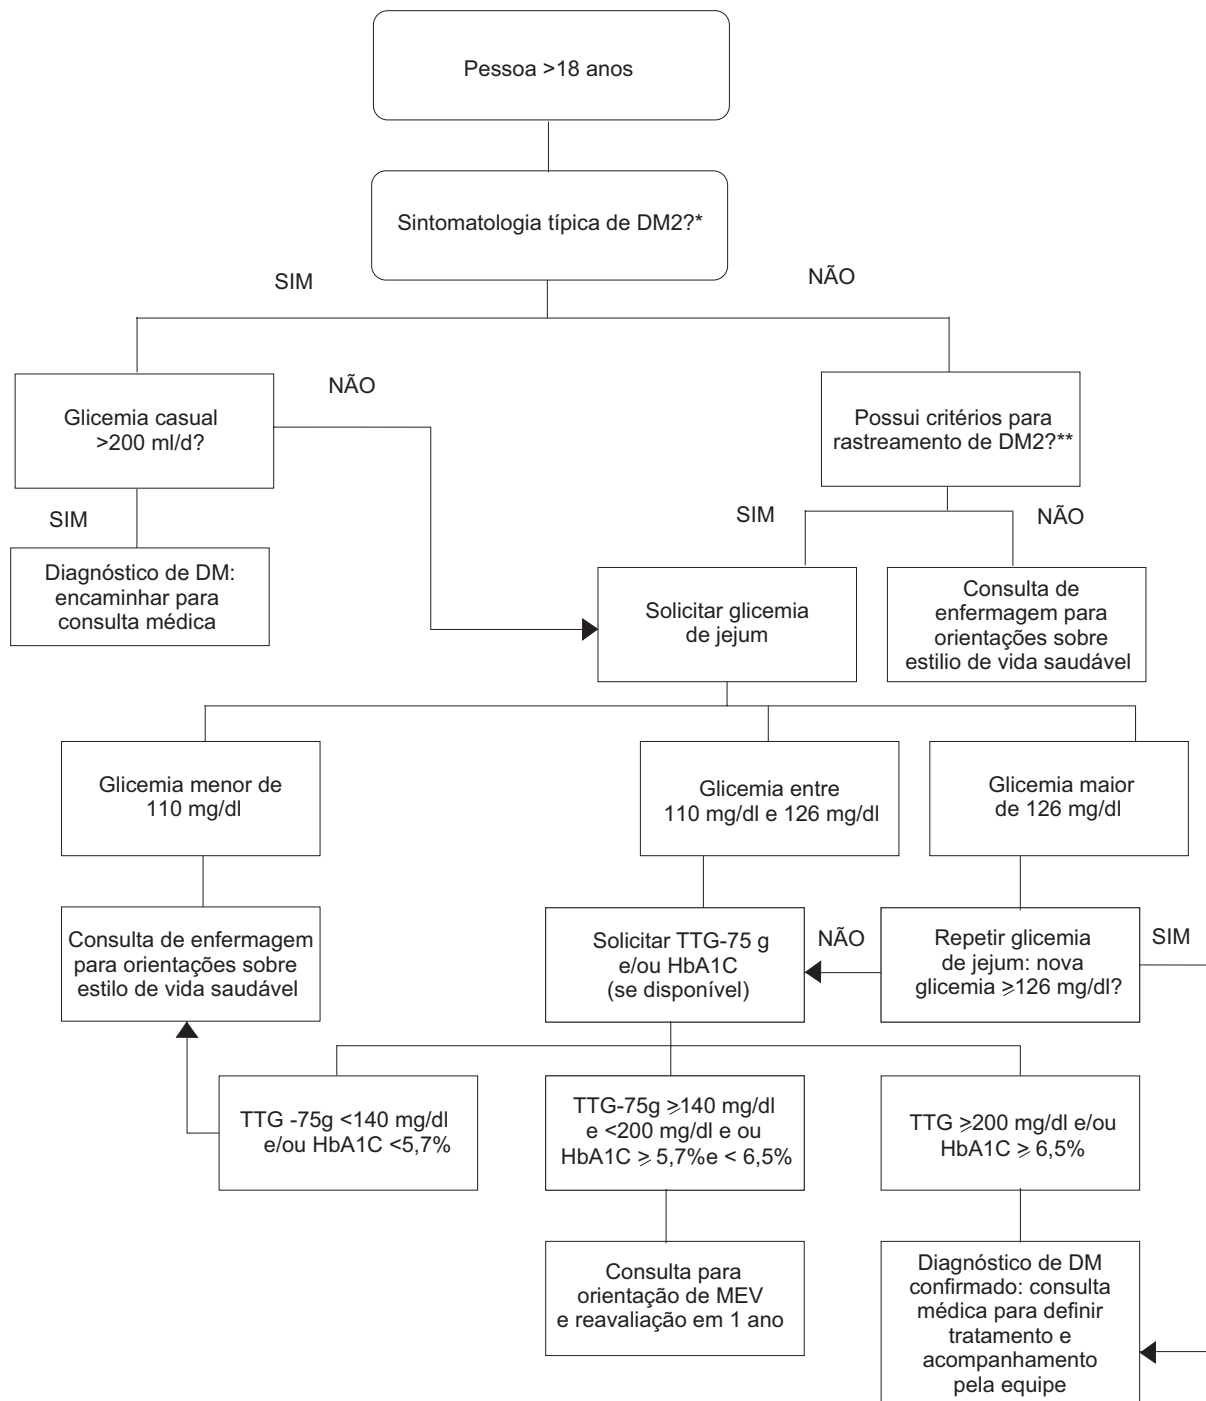 Pessoa >18 anos
Sintomatologia típica de DM2?*
SIM
NÃO
Glicemia casual
>200 ml/d?
NÃO
Possui critérios para
rastreamento de DM2?**
SIM
SIM
NÃO
Diagnóstico de DM:
encaminhar para
consulta médica
Solicitar glicemia
de jejum
Consulta de
enfermagem para
orientações sobre
estilio de vida saudável
Glicemia menor de
110 mg/dl
Glicemia entre
110 mg/dl e 126 mg/dl
Glicemia maior
de 126 mg/dl
Consulta de enfermagem
para orientações sobre
estilo de vida saudável
Solicitar TTG-75 g
e/ou HbA1C
(se disponível)
NÃO
Repetir glicemia
de jejum: nova
glicemia ⩾126 mg/dl?
SIM
TTG -75g <140 mg/dl
e/ou HbA1C <5,7%
TTG-75g ⩾140 mg/dl
e <200 mg/dl e ou
HbA1C ⩾ 5,7%e < 6,5%
TTG ⩾200 mg/dl e/ou
HbA1C ⩾ 6,5%
Consulta para
orientação de MEV
e reavaliação em 1 ano
Diagnóstico de DM
confirmado: consulta
médica para definir
tratamento e
acompanhamento
pela equipe